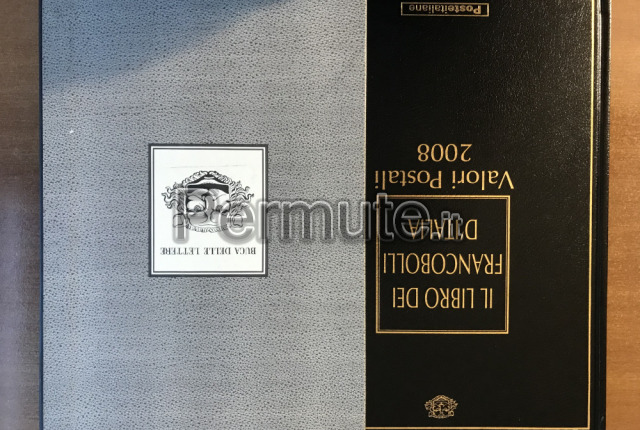 IL LIBRO DEI
FRANCOBOLLI
D'ITALIA
Valori Postali
2008
Posteitaliane
BUCA DELLE LETTERE
Permute.it